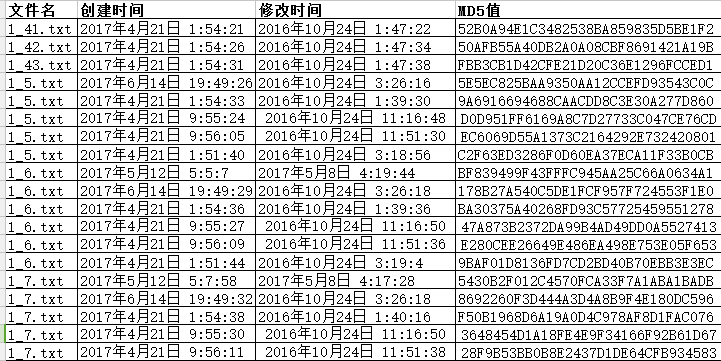 文件名 创建时间 修改时间 MD5值
1_41.txt 2017年4月21日 1:54:21 2016年10月24日 1:47:22 52B0A94E1C3482538BA859835D5BE1F2
1_42.txt 2017年4月21日 1:54:26 2016年10月24日 1:47:34 50AFB55A40DB2A0A08CBF8691421A19B
1_43.txt 2017年4月21日 1:54:31 2016年10月24日 1:47:38 FBB3CB1D42CFE21D20C36E1296FCCED1
1_5.txt 2017年6月14日 19:49:26 2016年10月24日 3:26:16 5E5EC825BAA9350AA12CCEFD93543C0C
1_5.txt 2017年4月21日 1:54:33 2016年10月24日 1:39:30 9A6916694688CAACDD8C3E30A277D860
1_5.txt 2017年4月21日 9:55:24 2016年10月24日 11:16:48 D0D951FF6169A8C7D27733C047CE76CD
1_5.txt 2017年4月21日 9:56:05 2016年10月24日 11:51:30 EC6069D55A1373C2164292E732420801
1_5.txt 2017年4月21日 1:51:40 2016年10月24日 3:18:56 C2F63ED3286F0D60EA37ECA11F33B0CB
1_6.txt 2017年5月12日 5:5:7 2017年5月8日 4:19:44 BF839499F43FFFC945AA25C66A0634A1
1_6.txt 2017年6月14日 19:49:29 2016年10月24日 3:26:18 178B27A540C5DE1FCF957F724553F1E0
1_6.txt 2017年4月21日 1:54:36 2016年10月24日 1:39:36 BA30375A40268FD93C57725459551278
1_6.txt 2017年4月21日 9:55:27 2016年10月24日 11:16:50 47A873B2372DA99B4AD49DD0A5527413
1_6.txt 2017年4月21日 9:56:09 2016年10月24日 11:51:36 E280CEE26649E486EA498E753E05F653
1_6.txt 2017年4月21日 1:51:44 2016年10月24日 3:19:4 9BAF01D8136FD7CD2BD40B70EBB3E3EC
1_7.txt 2017年5月12日 5:7:58 2017年5月8日 4:17:28 5430B2F012C4570FCA33F7A1ABA1BADB
1_7.txt 2017年6月14日 19:49:32 2016年10月24日 3:26:18 8692260F3D444A3D4A8B9F4E180DC596
1_7.txt 2017年4月21日 1:54:38 2016年10月24日 1:40:16 F50B1968D6A19A0D4C978AF8D1FAC076
1_7.txt 2017年4月21日 9:55:30 2016年10月24日 11:16:50 3648454D1A18FE4E9F34166F92B61D67
1_7.txt 2017年4月21日 9:56:11 2016年10月24日 11:51:38 28F9B53BB0B8E2437D1DE64CFB934587